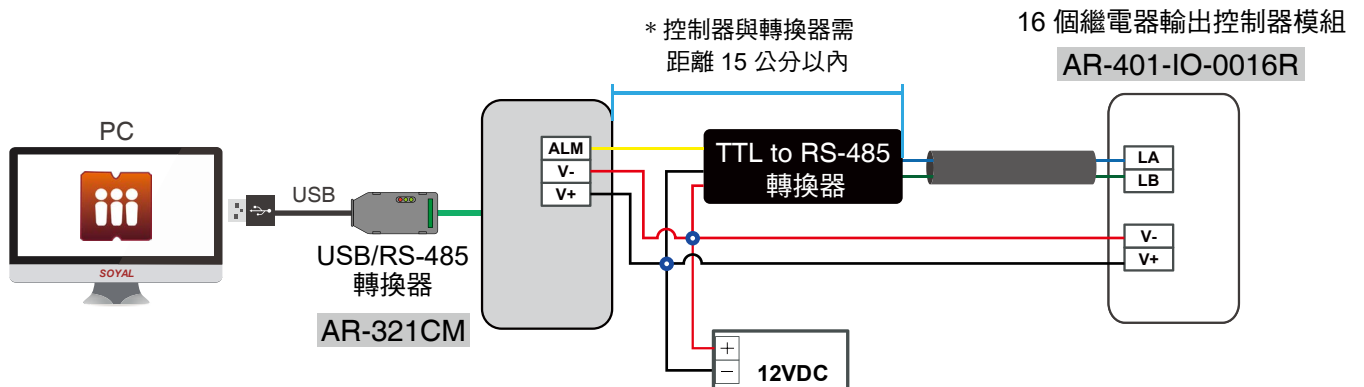 16 個繼電器輸出控制器模組
AR-401-IO-0016R
* 控制器與轉換器需
距離 15 公分以內
PC
SOYAL
USB
USB/RS-485
轉換器
AR-321CM
ALM
V-
V+
TTL to RS-485
轉換器
LA
LB
V-
V+
+
−
12VDC